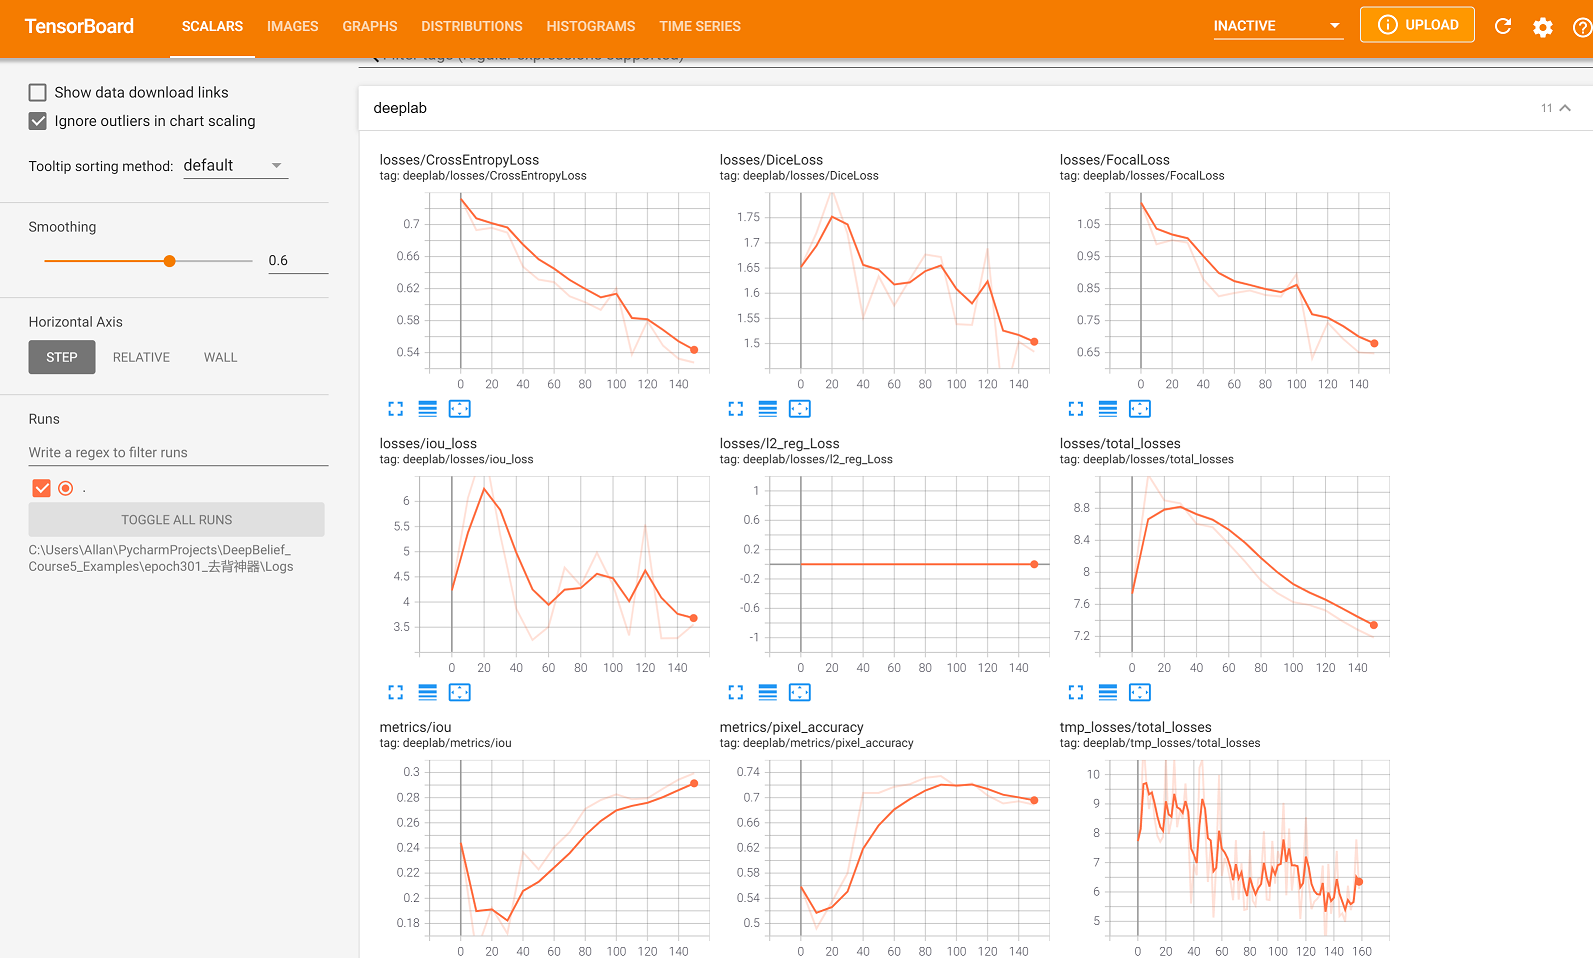 TensorBoard
SCALARS
IMAGES
GRAPHS
DISTRIBUTIONS
HISTOGRAMS
TIME SERIES
INACTIVE
UPLOAD
Filter tags (regular expressions supported)
Show data download links
Ignore outliers in chart scaling
Tooltip sorting method: default
Smoothing
0.6
Horizontal Axis
STEP
RELATIVE
WALL
Runs
Write a regex to filter runs
.
TOGGLE ALL RUNS
C:\Users\Allan\PycharmProjects\DeepBelief_
Course5_Examples\epoch301_去背神器\Logs
deeplab
11
losses/CrossEntropyLoss
tag: deeplab/losses/CrossEntropyLoss
0.7
0.66
0.62
0.58
0.54
0 20 40 60 80 100 120 140
losses/DiceLoss
tag: deeplab/losses/DiceLoss
1.75
1.7
1.65
1.6
1.55
1.5
0 20 40 60 80 100 120 140
losses/FocalLoss
tag: deeplab/losses/FocalLoss
1.05
0.95
0.85
0.75
0.65
0 20 40 60 80 100 120 140
losses/iou_loss
tag: deeplab/losses/iou_loss
6
5.5
5
4.5
4
3.5
0 20 40 60 80 100 120 140
losses/l2_reg_Loss
tag: deeplab/losses/l2_reg_Loss
1
0.6
0.2
-0.2
-0.6
-1
0 20 40 60 80 100 120 140
losses/total_losses
tag: deeplab/losses/total_losses
8.8
8.4
8
7.6
7.2
0 20 40 60 80 100 120 140
metrics/iou
tag: deeplab/metrics/iou
0.3
0.28
0.26
0.24
0.22
0.2
0.18
0 20 40 60 80 100 120 140
metrics/pixel_accuracy
tag: deeplab/metrics/pixel_accuracy
0.74
0.7
0.66
0.62
0.58
0.54
0.5
0 20 40 60 80 100 120 140
tmp_losses/total_losses
tag: deeplab/tmp_losses/total_losses
10
9
8
7
6
5
0 20 40 60 80 100 120 140 160